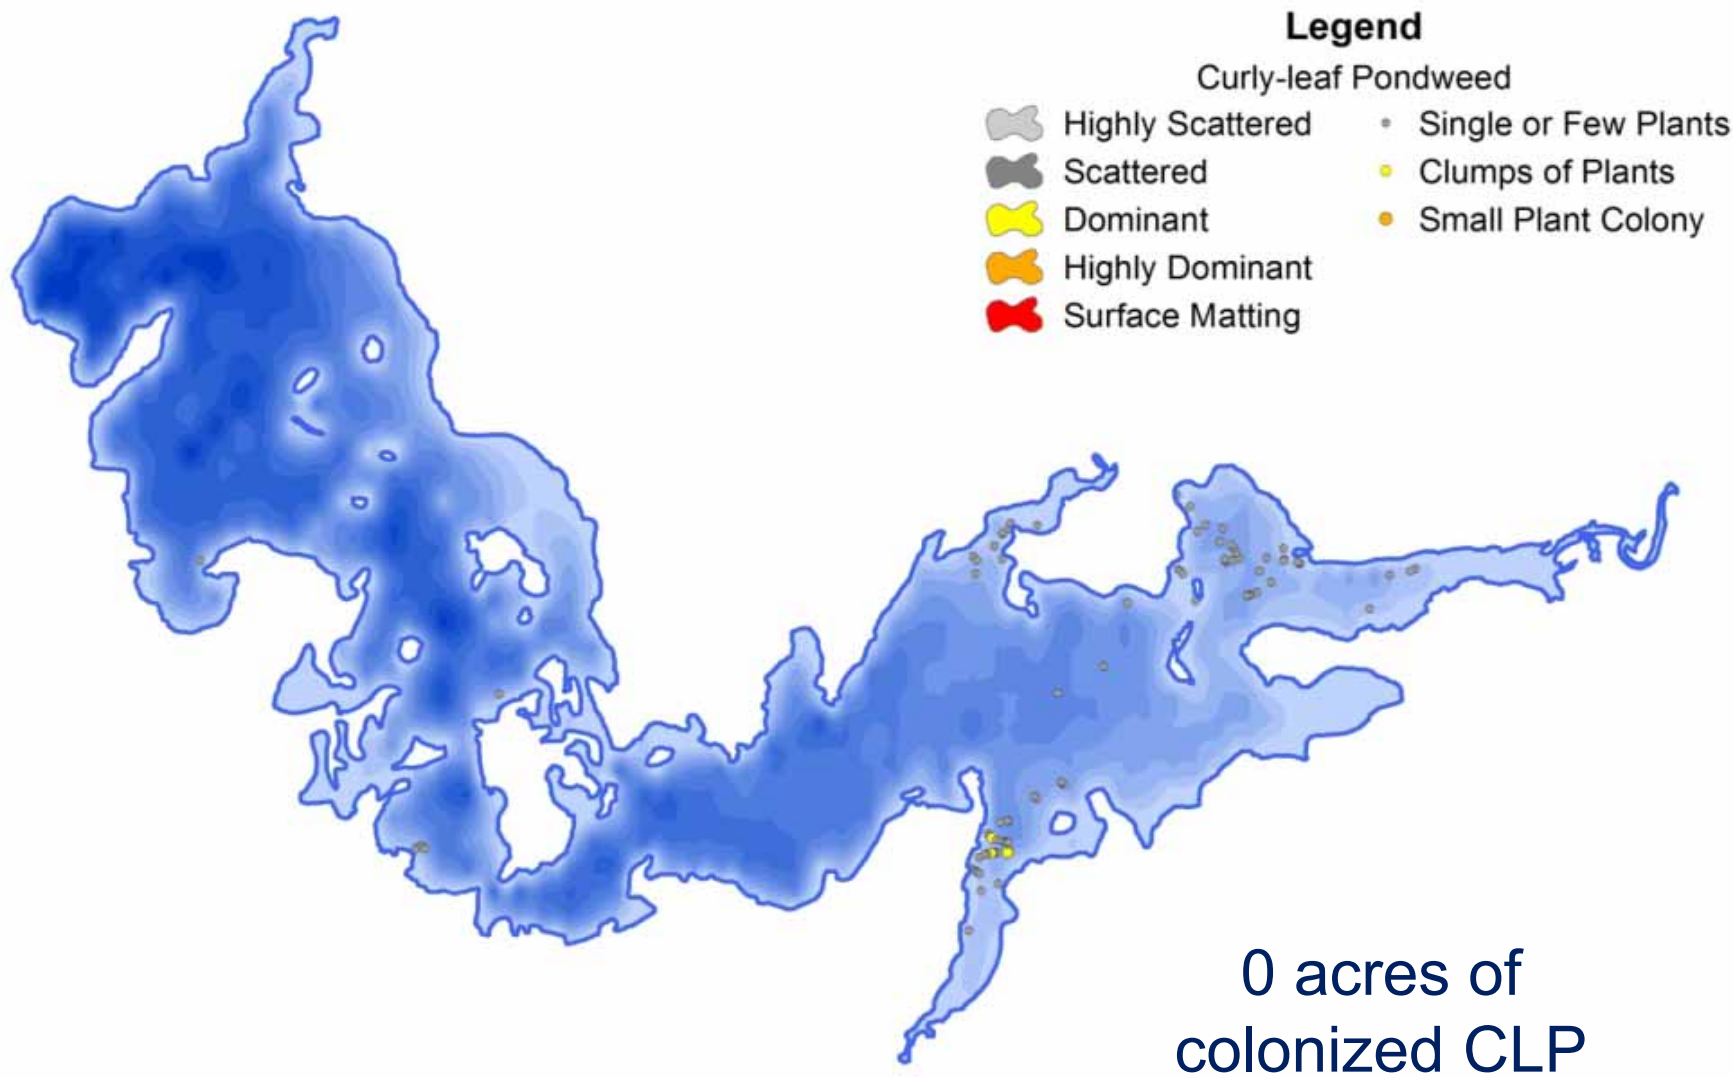 Legend
Curly-leaf Pondweed
Highly Scattered
Scattered
Dominant
Highly Dominant
Surface Matting
Single or Few Plants
Clumps of Plants
Small Plant Colony
0 acres of
colonized CLP